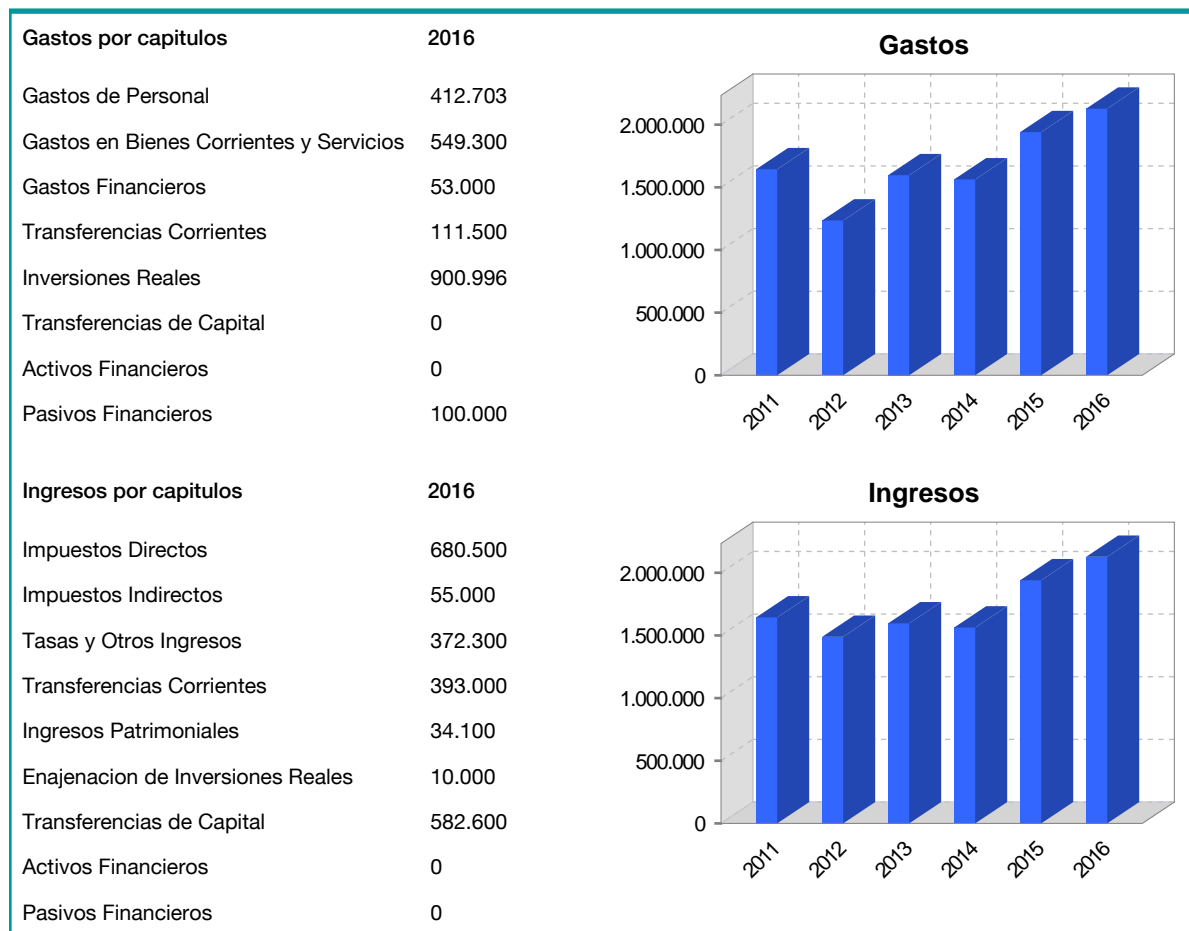 Gastos por capitulos 2016
Gastos de Personal 412.703
Gastos en Bienes Corrientes y Servicios 549.300
Gastos Financieros 53.000
Transferencias Corrientes 111.500
Inversiones Reales 900.996
Transferencias de Capital 0
Activos Financieros 0
Pasivos Financieros 100.000
Gastos
2.000.000
1.500.000
1.000.000
500.000
0
2011 2012 2013 2014 2015 2016
Ingresos por capitulos 2016
Impuestos Directos 680.500
Impuestos Indirectos 55.000
Tasas y Otros Ingresos 372.300
Transferencias Corrientes 393.000
Ingresos Patrimoniales 34.100
Enajenacion de Inversiones Reales 10.000
Transferencias de Capital 582.600
Activos Financieros 0
Pasivos Financieros 0
Ingresos
2.000.000
1.500.000
1.000.000
500.000
0
2011 2012 2013 2014 2015 2016